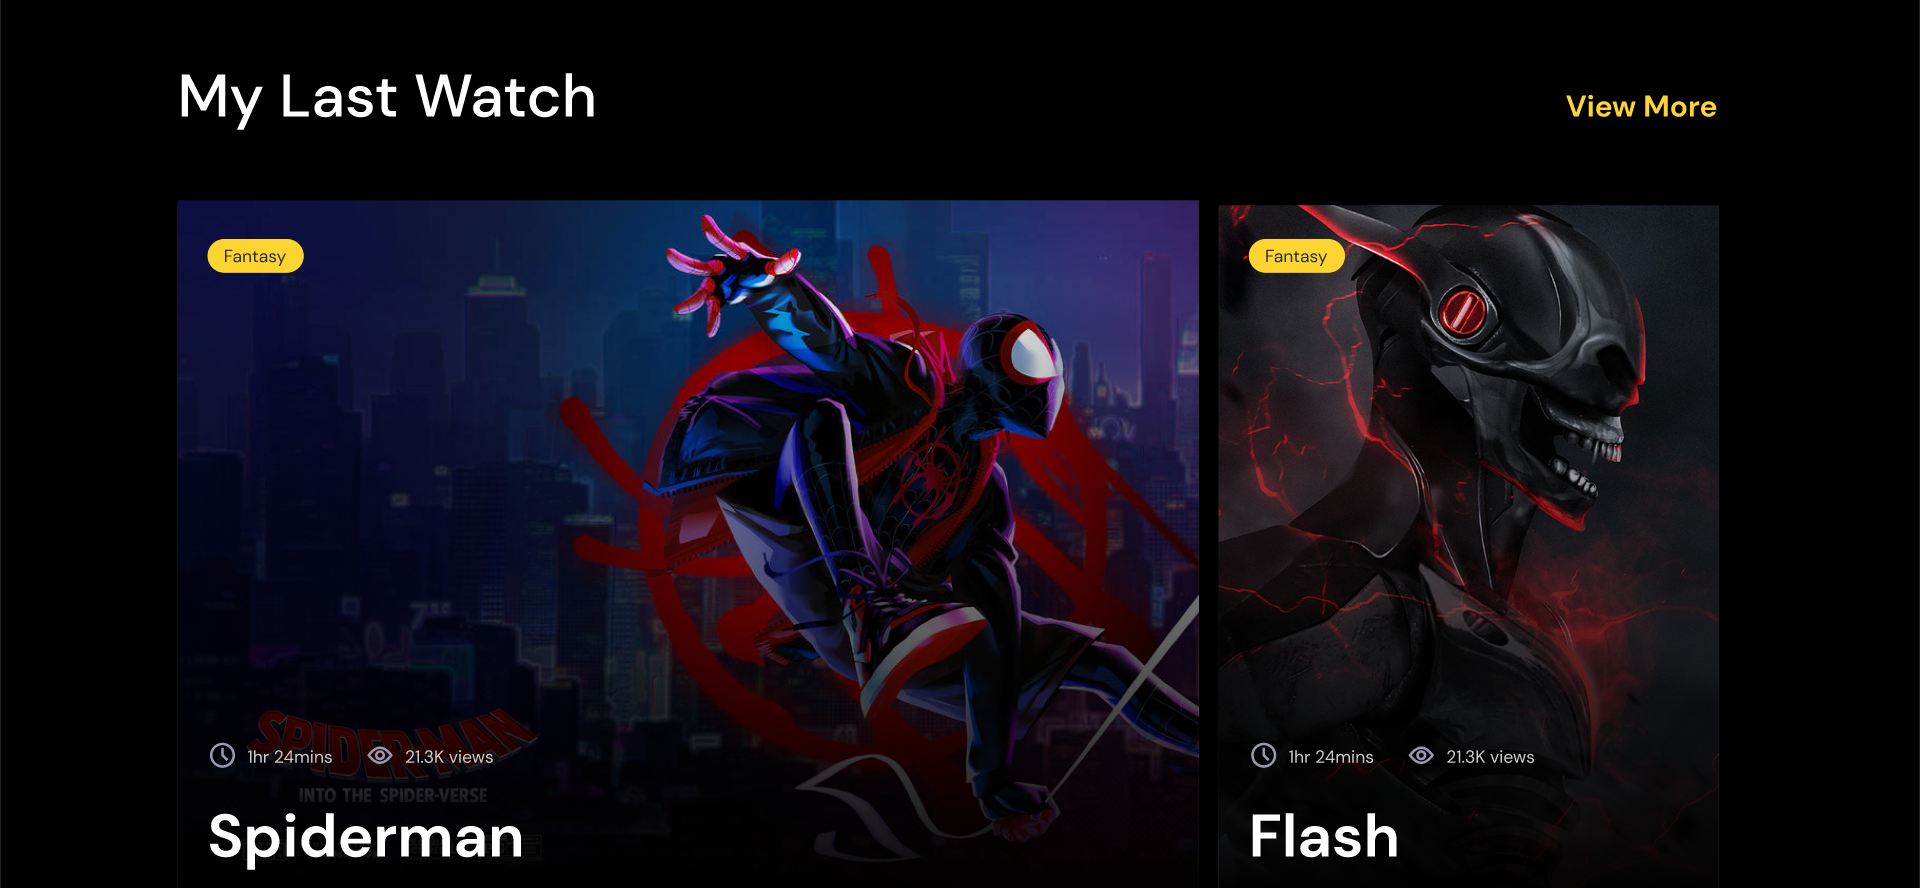 My Last Watch
View More
Fantasy
Fantasy
SPIDER-MAN
1hr 24mins
21.3K views
1hr 24mins
21.3K views
INTO THE SPIDER-VERSE
Spiderman
Flash